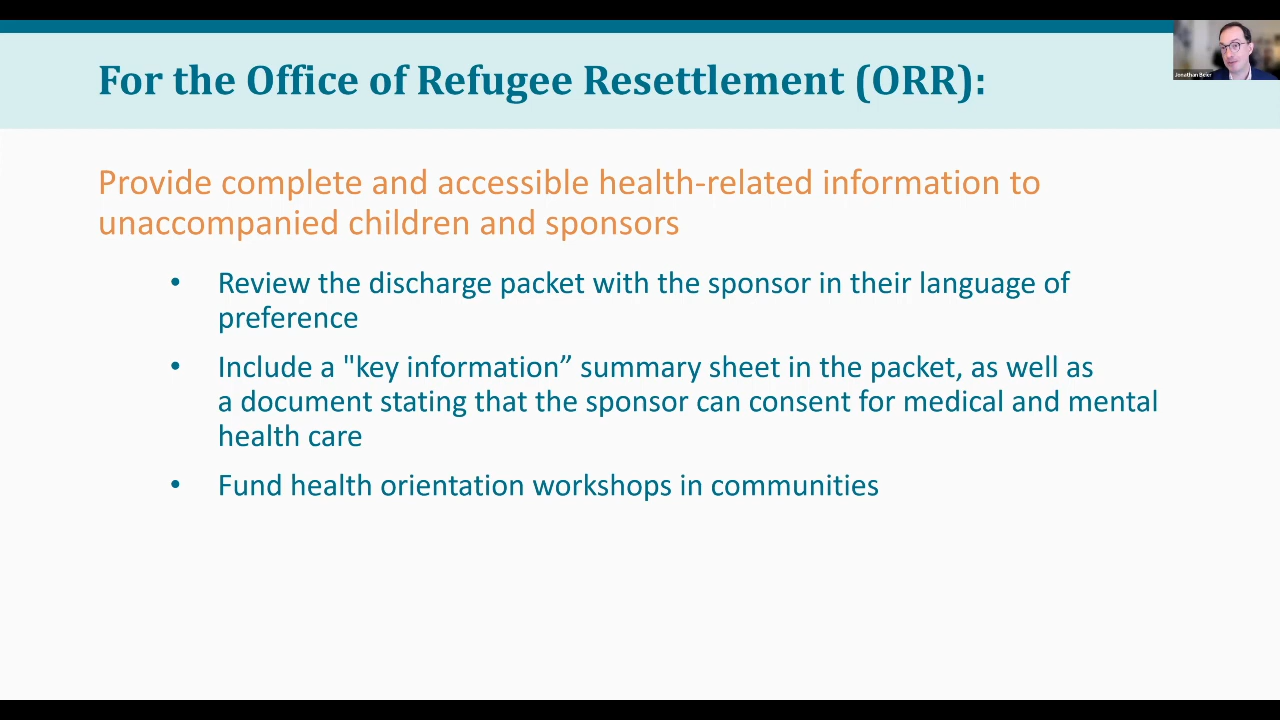 For the Office of Refugee Resettlement (ORR):
Jonathan Beier
Provide complete and accessible health-related information to
unaccompanied children and sponsors
• Review the discharge packet with the sponsor in their language of
preference
• Include a "key information” summary sheet in the packet, as well as
a document stating that the sponsor can consent for medical and mental
health care
• Fund health orientation workshops in communities